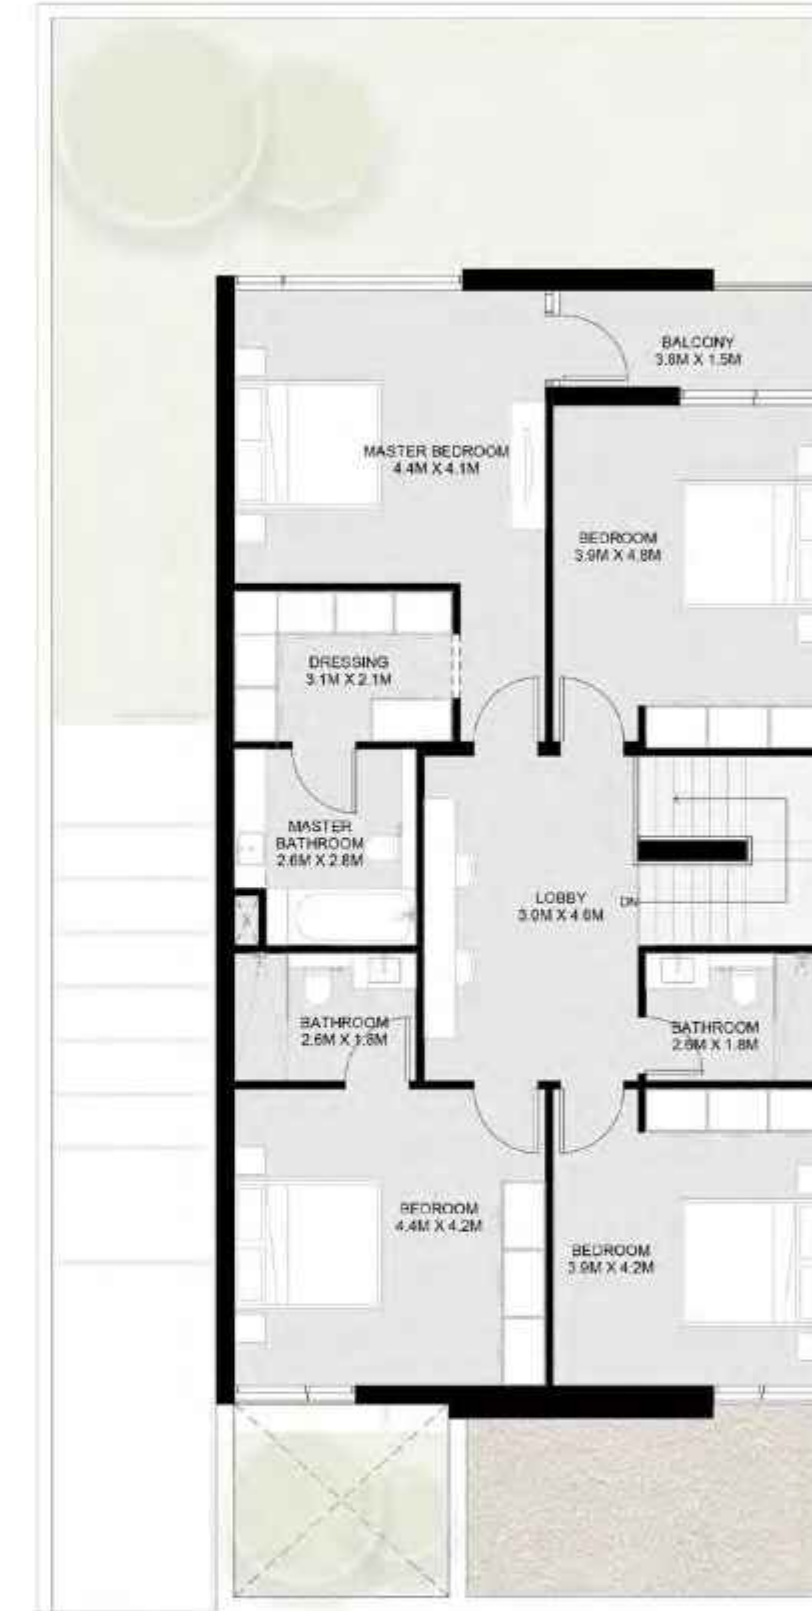 BALCONY
3.8M X 1.5M
MASTER BEDROOM
4.4M X 4.1M
BEDROOM
3.9M X 4.8M
DRESSING
3.1M X 2.1M
MASTER
BATHROOM
2.6M X 2.8M
LOBBY
3.0M X 4.6M
DN
BATHROOM
2.6M X 1.8M
BATHROOM
2.6M X 1.8M
BEDROOM
4.4M X 4.2M
BEDROOM
3.9M X 4.2M